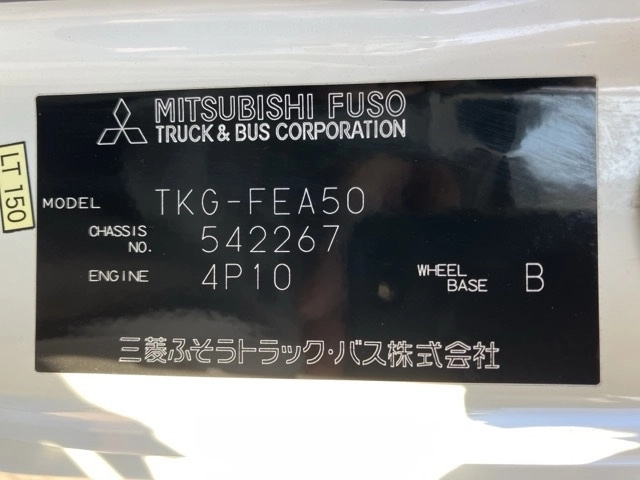 MITSUBISHI FUSO
TRUCK & BUS CORPORATION
LT 150
MODEL TKG-FEA50
CHASSIS NO. 542267
ENGINE 4P10 WHEEL BASE B
三菱ふそうトラック・バス株式会社